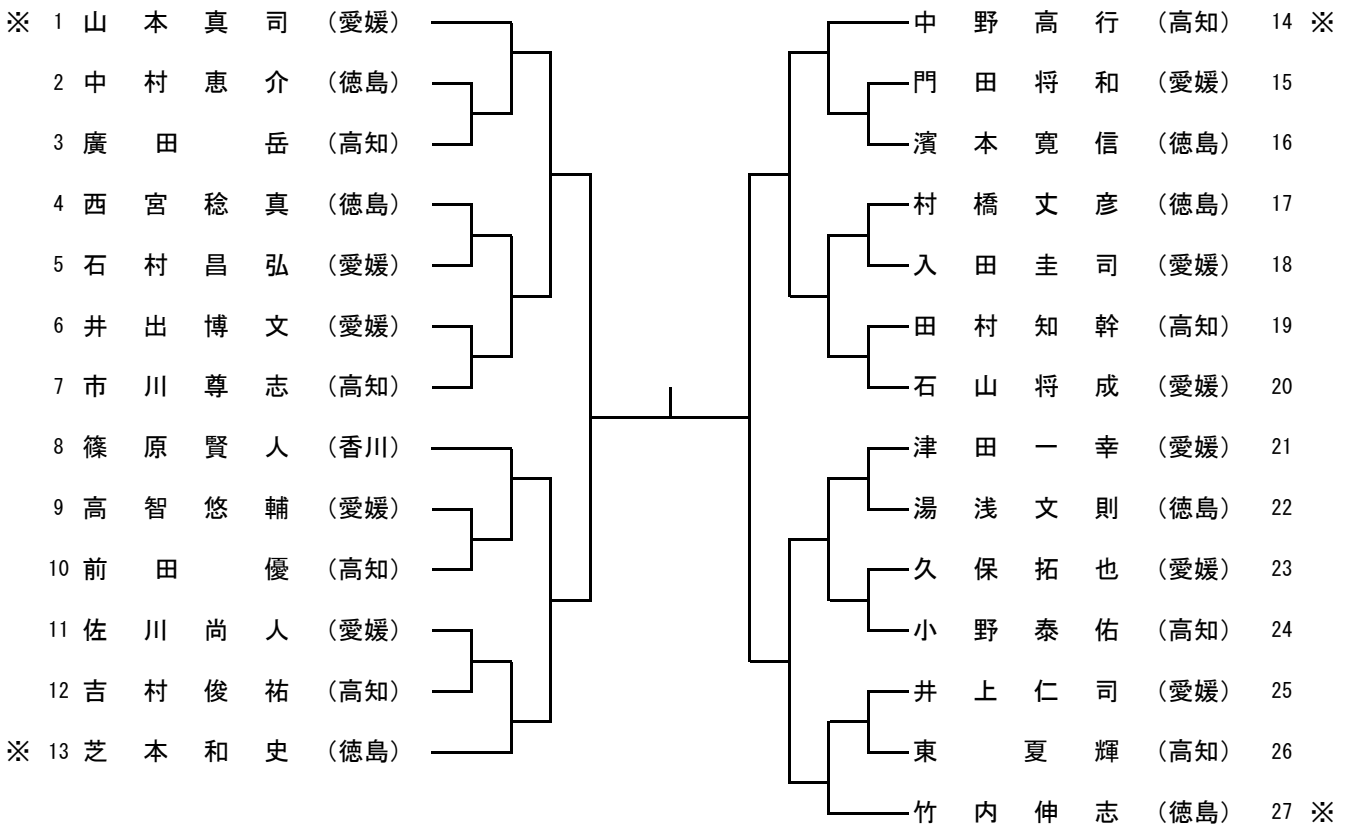 ※ 1 山本真司 (愛媛)
2 中村恵介 (徳島)
3 廣田 岳 (高知)
4 西宮稔真 (徳島)
5 石村昌弘 (愛媛)
6 井出博文 (愛媛)
7 市川尊志 (高知)
8 篠原賢人 (香川)
9 高智悠輔 (愛媛)
10 前田 優 (高知)
11 佐川尚人 (愛媛)
12 吉村俊祐 (高知)
※ 13 芝本和史 (徳島)
中野高行 (高知) 14 ※
門田将和 (愛媛) 15
濱本寛信 (徳島) 16
村橋丈彦 (徳島) 17
入田圭司 (愛媛) 18
田村知幹 (高知) 19
石山将成 (愛媛) 20
津田一幸 (愛媛) 21
湯浅文則 (徳島) 22
久保拓也 (愛媛) 23
小野泰佑 (高知) 24
井上仁司 (愛媛) 25
東 夏輝 (高知) 26
竹内伸志 (徳島) 27 ※